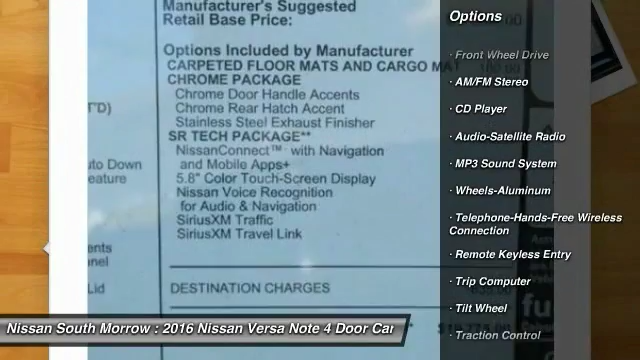 Manufacturer's Suggested
Retail Base Price:
Options Included by Manufacturer
CARPETED FLOOR MATS AND CARGO MAT
CHROME PACKAGE
Chrome Door Handle Accents
Chrome Rear Hatch Accent
Stainless Steel Exhaust Finisher
SR TECH PACKAGE**
NissanConnect℠ with Navigation
and Mobile Apps+
5.8" Color Touch-Screen Display
Nissan Voice Recognition
for Audio & Navigation
SiriusXM Traffic
SiriusXM Travel Link
DESTINATION CHARGES
Down
Lid
Options
· Front Wheel Drive
· AM/FM Stereo
· CD Player
· Audio-Satellite Radio
· MP3 Sound System
· Wheels-Aluminum
· Telephone-Hands-Free Wireless
Connection
· Remote Keyless Entry
· Trip Computer
· Tilt Wheel
· Traction Control
Nissan South Morrow : 2016 Nissan Versa Note 4 Door Car